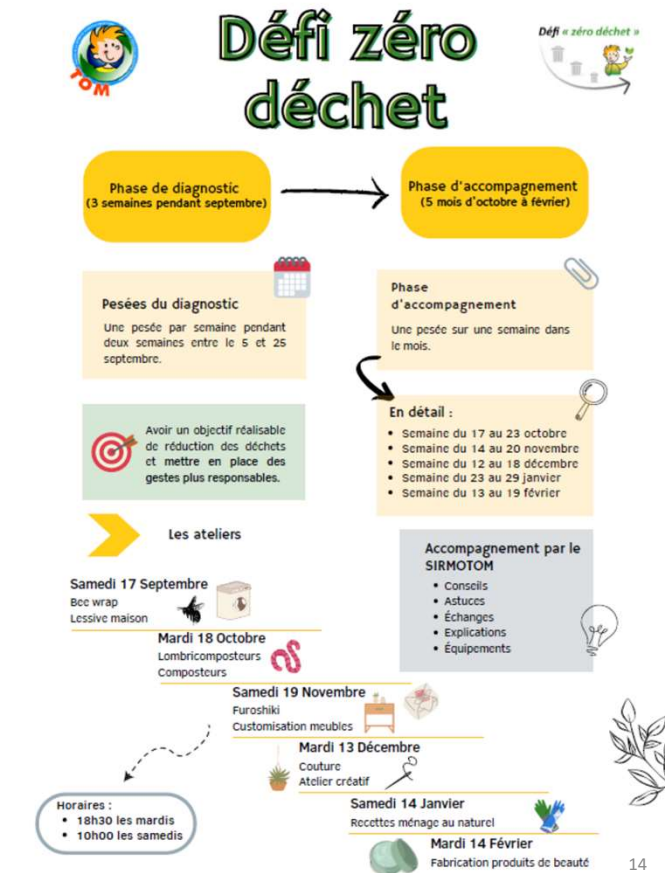 TOM
Défi zéro
déchet
Défi « zéro déchet »
Phase de diagnostic
(3 semaines pendant septembre)
Phase d'accompagnement
(5 mois d'octobre à février)
Pesées du diagnostic
Une pesée par semaine pendant
deux semaines entre le 5 et 25
septembre.
Phase
d'accompagnement
Une pesée sur une semaine dans
le mois.
Avoir un objectif réalisable
de réduction des déchets
et mettre en place des
gestes plus responsables.
En détail :
• Semaine du 17 au 23 octobre
• Semaine du 14 au 20 novembre
• Semaine du 12 au 18 décembre
• Semaine du 23 au 29 janvier
• Semaine du 13 au 19 février
Les ateliers
Accompagnement par le
SIRMOTOM
• Conseils
• Astuces
• Échanges
• Explications
• Équipements
Samedi 17 Septembre
Bee wrap
Lessive maison
Mardi 18 Octobre
Lombricomposteurs
Composteurs
Samedi 19 Novembre
Furoshiki
Customisation meubles
Mardi 13 Décembre
Couture
Atelier créatif
Samedi 14 Janvier
Recettes ménage au naturel
Mardi 14 Février
Fabrication produits de beauté
Horaires :
• 18h30 les mardis
• 10h00 les samedis
14